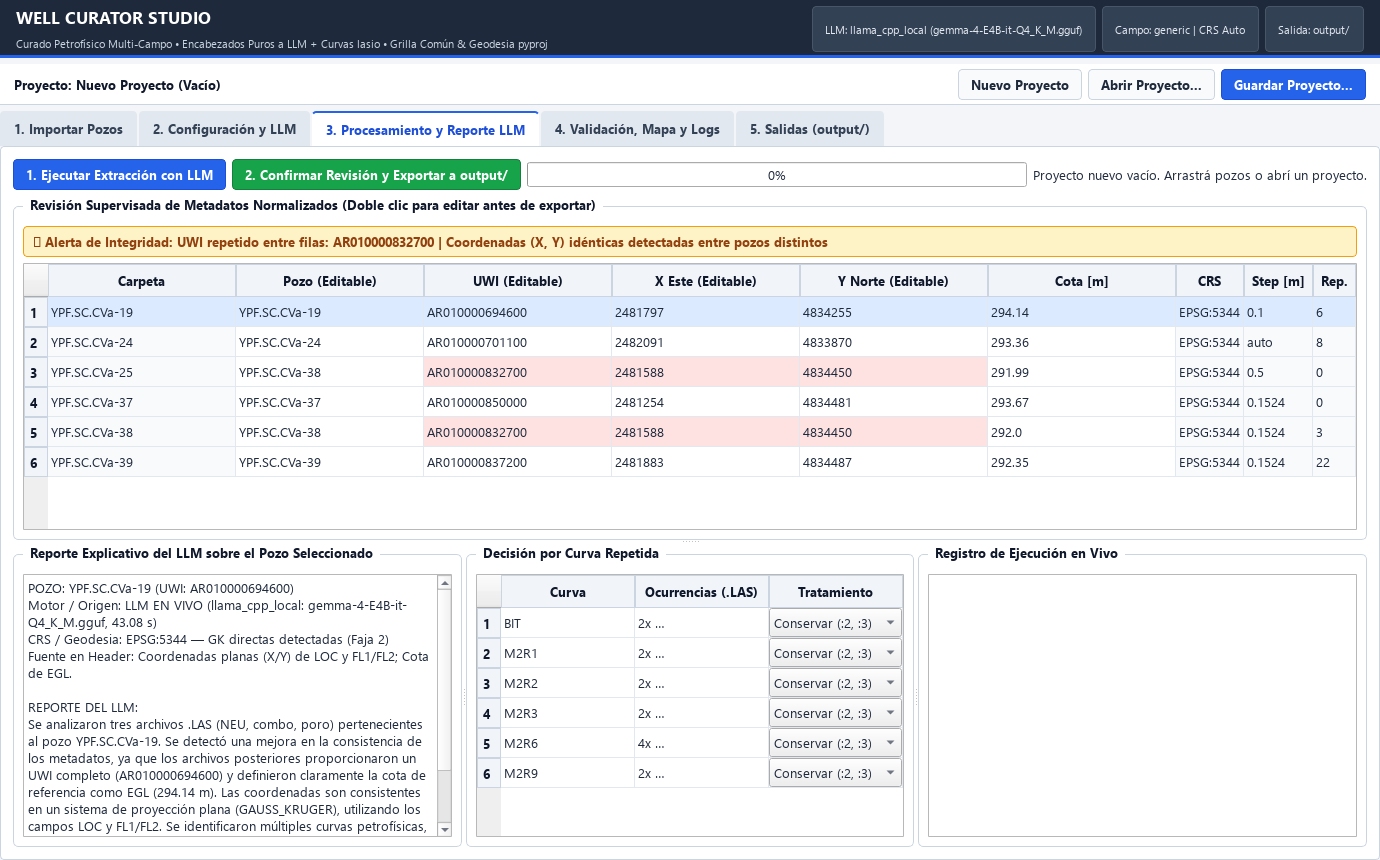 WELL CURATOR STUDIO
Curado Petrofísico Multi-Campo • Encabezados Puros a LLM + Curvas lasio • Grilla Común & Geodesia pyproj
LLM: llama_cpp_local (gemma-4-E4B-it-Q4_K_M.gguf)
Campo: generic | CRS Auto
Salida: output/
Proyecto: Nuevo Proyecto (Vacío)
Nuevo Proyecto
Abrir Proyecto...
Guardar Proyecto...
1. Importar Pozos
2. Configuración y LLM
3. Procesamiento y Reporte LLM
4. Validación, Mapa y Logs
5. Salidas (output/)
1. Ejecutar Extracción con LLM
2. Confirmar Revisión y Exportar a output/
0%
Proyecto nuevo vacío. Arrastrá pozos o abrí un proyecto.
Revisión Supervisada de Metadatos Normalizados (Doble clic para editar antes de exportar)
Alerta de Integridad: UWI repetido entre filas: AR010000832700 | Coordenadas (X, Y) idénticas detectadas entre pozos distintos
Carpeta Pozo (Editable) UWI (Editable) X Este (Editable) Y Norte (Editable) Cota [m] CRS Step [m] Rep.
1 YPF.SC.CVa-19 YPF.SC.CVa-19 AR010000694600 2481797 4834255 294.14 EPSG:5344 0.1 6
2 YPF.SC.CVa-24 YPF.SC.CVa-24 AR010000701100 2482091 4833870 293.36 EPSG:5344 auto 8
3 YPF.SC.CVa-25 YPF.SC.CVa-38 AR010000832700 2481588 4834450 291.99 EPSG:5344 0.5 0
4 YPF.SC.CVa-37 YPF.SC.CVa-37 AR010000850000 2481254 4834481 293.67 EPSG:5344 0.1524 0
5 YPF.SC.CVa-38 YPF.SC.CVa-38 AR010000832700 2481588 4834450 292.0 EPSG:5344 0.1524 3
6 YPF.SC.CVa-39 YPF.SC.CVa-39 AR010000837200 2481883 4834487 292.35 EPSG:5344 0.1524 22
Reporte Explicativo del LLM sobre el Pozo Seleccionado
POZO: YPF.SC.CVa-19 (UWI: AR010000694600)
Motor / Origen: LLM EN VIVO (llama_cpp_local: gemma-4-E4B-it-
Q4_K_M.gguf, 43.08 s)
CRS / Geodesia: EPSG:5344 — GK directas detectadas (Faja 2)
Fuente en Header: Coordenadas planas (X/Y) de LOC y FL1/FL2; Cota
de EGL.
REPORTE DEL LLM:
Se analizaron tres archivos .LAS (NEU, combo, poro) pertenecientes
al pozo YPF.SC.CVa-19. Se detectó una mejora en la consistencia de
los metadatos, ya que los archivos posteriores proporcionaron un
UWI completo (AR010000694600) y definieron claramente la cota de
referencia como EGL (294.14 m). Las coordenadas son consistentes
en un sistema de proyección plana (GAUSS_KRUGER), utilizando los
campos LOC y FL1/FL2. Se identificaron múltiples curvas petrofísicas,
Decisión por Curva Repetida
Curva Ocurrencias (.LAS) Tratamiento
1 BIT 2x ... Conservar (:2, :3)
2 M2R1 2x ... Conservar (:2, :3)
3 M2R2 2x ... Conservar (:2, :3)
4 M2R3 2x ... Conservar (:2, :3)
5 M2R6 4x ... Conservar (:2, :3)
6 M2R9 2x ... Conservar (:2, :3)
Registro de Ejecución en Vivo